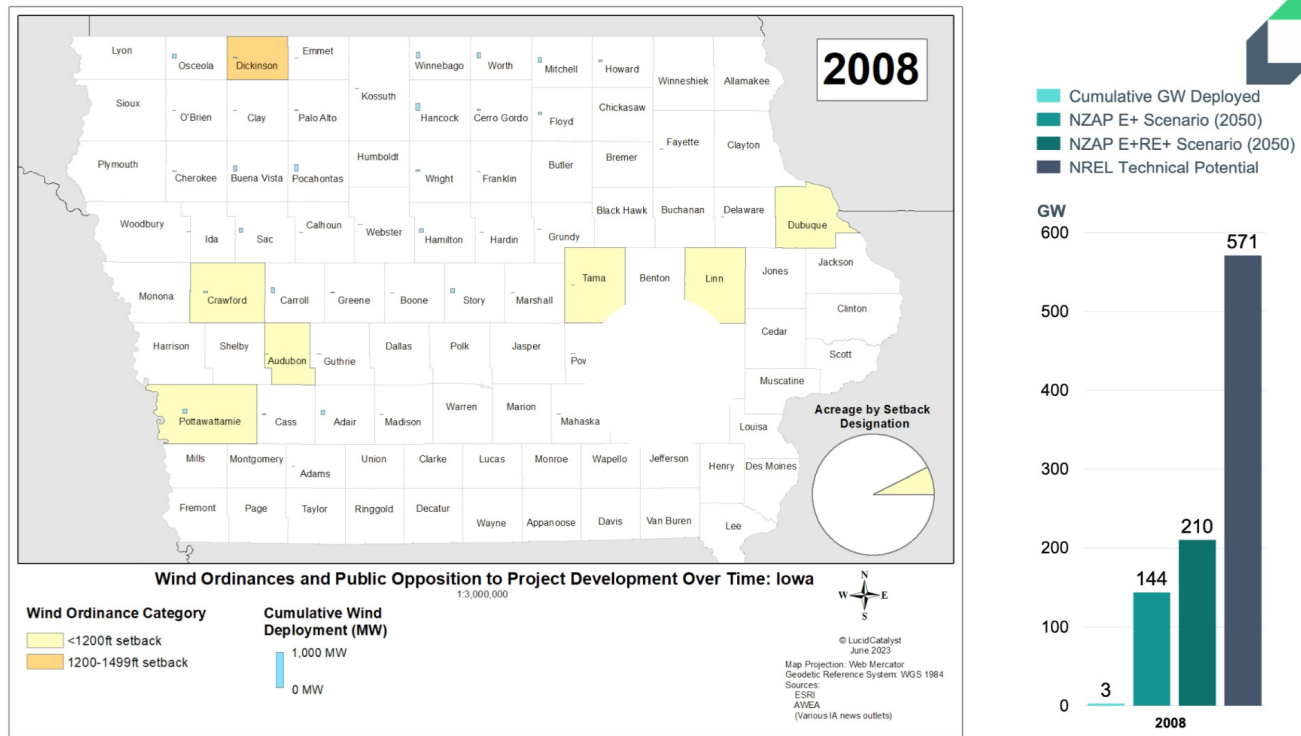 2008
Lyon
Osceola
Dickinson
Emmet
Winnebago
Worth
Mitchell
Howard
Winneshiek
Allamakee
Kossuth
Sioux
O'Brien
Clay
Palo Alto
Hancock
Cerro Gordo
Floyd
Chickasaw
Fayette
Clayton
Plymouth
Cherokee
Buena Vista
Pocahontas
Humboldt
Wright
Franklin
Butler
Bremer
Woodbury
Ida
Sac
Calhoun
Webster
Hamilton
Hardin
Grundy
Black Hawk
Buchanan
Delaware
Dubuque
Monona
Crawford
Carroll
Greene
Boone
Story
Marshall
Tama
Benton
Linn
Jones
Jackson
Clinton
Cedar
Scott
Harrison
Shelby
Audubon
Guthrie
Dallas
Polk
Jasper
Pow
Muscatine
Pottawattamie
Cass
Adair
Madison
Warren
Marion
Mahaska
Louisa
Mills
Montgomery
Adams
Union
Clarke
Lucas
Monroe
Wapello
Jefferson
Henry
Des Moines
Fremont
Page
Taylor
Ringgold
Decatur
Wayne
Appanoose
Davis
Van Buren
Lee
Acreage by Setback
Designation
Wind Ordinances and Public Opposition to Project Development Over Time: Iowa
1:3,000,000
Wind Ordinance Category
<1200ft setback
1200-1499ft setback
Cumulative Wind
Deployment (MW)
1,000 MW
0 MW
N
W E
S
© LucidCatalyst
June 2023
Map Projection: Web Mercator
Geodetic Reference System: WGS 1984
Sources:
ESRI
AWEA
(Various IA news outlets)
Cumulative GW Deployed
NZAP E+ Scenario (2050)
NZAP E+RE+ Scenario (2050)
NREL Technical Potential
GW
600
500
400
300
200
100
0
3
144
210
571
2008